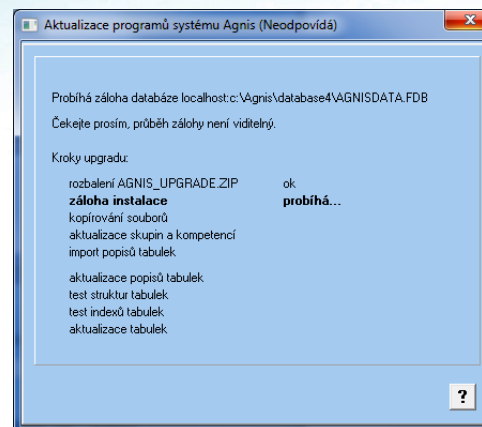 Aktualizace programů systému Agnis (Neodpovídá)
Probíhá záloha databáze localhost:c:\Agnis\database4\AGNISDATA.FDB
Čekejte prosím, průběh zálohy není viditelný.
Kroky upgradu:
rozbalení AGNIS_UPGRADE.ZIP ok
záloha instalace probíhá...
kopírování souborů
aktualizace skupin a kompetencí
import popisů tabulek
aktualizace popisů tabulek
test struktur tabulek
test indexů tabulek
aktualizace tabulek
?